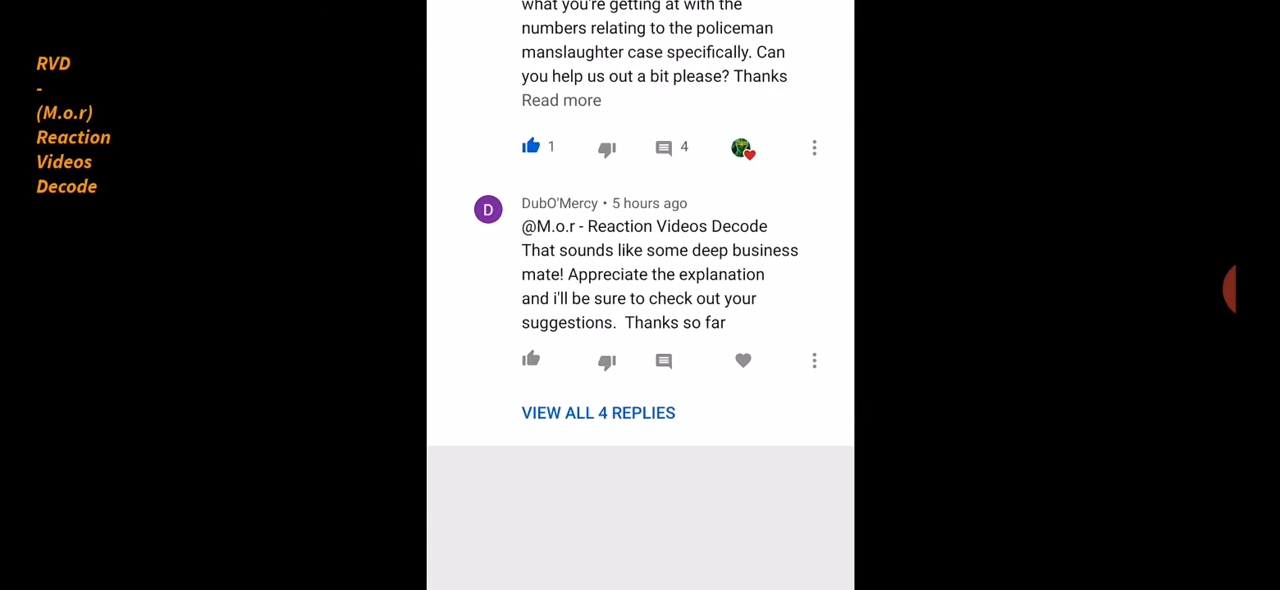 RVD
-
(M.o.r)
Reaction
Videos
Decode
what you're getting at with the
numbers relating to the policeman
manslaughter case specifically. Can
you help us out a bit please? Thanks
Read more
1
4
D
DubO'Mercy • 5 hours ago
@M.o.r - Reaction Videos Decode
That sounds like some deep business
mate! Appreciate the explanation
and i'll be sure to check out your
suggestions.  Thanks so far
VIEW ALL 4 REPLIES